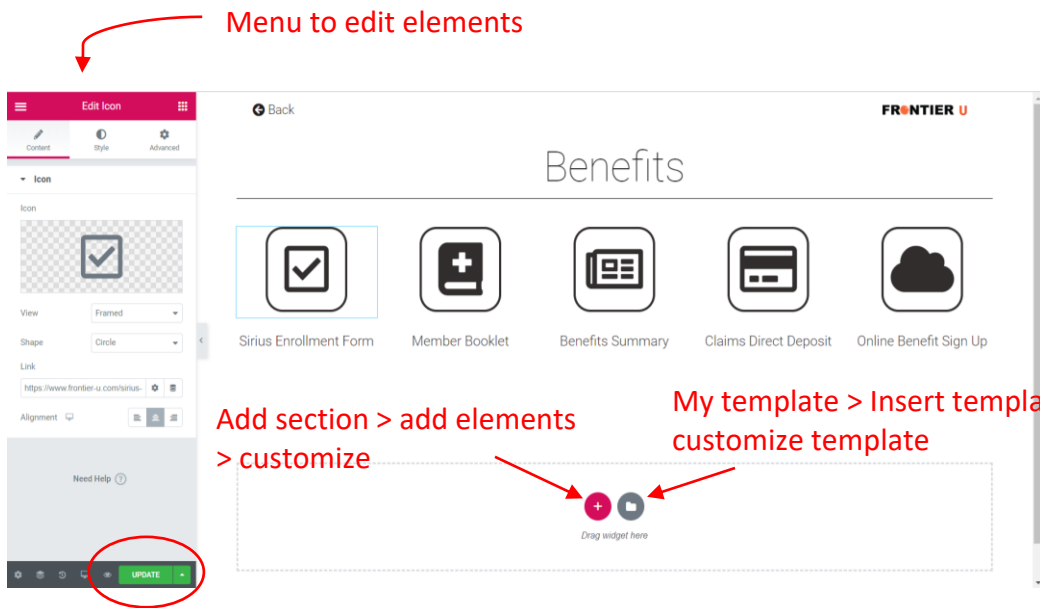 Menu to edit elements
Edit Icon
Back
FRONTIER U
Content Style Advanced
Benefits
Icon
Icon
View Framed
Shape Circle
Sirius Enrollment Form Member Booklet Benefits Summary Claims Direct Deposit Online Benefit Sign Up
Link
https://www.frontier-u.com/sirius-
Alignment
Add section > add elements
> customize
My template > Insert templa
customize template
Need Help ?
Drag widget here
UPDATE